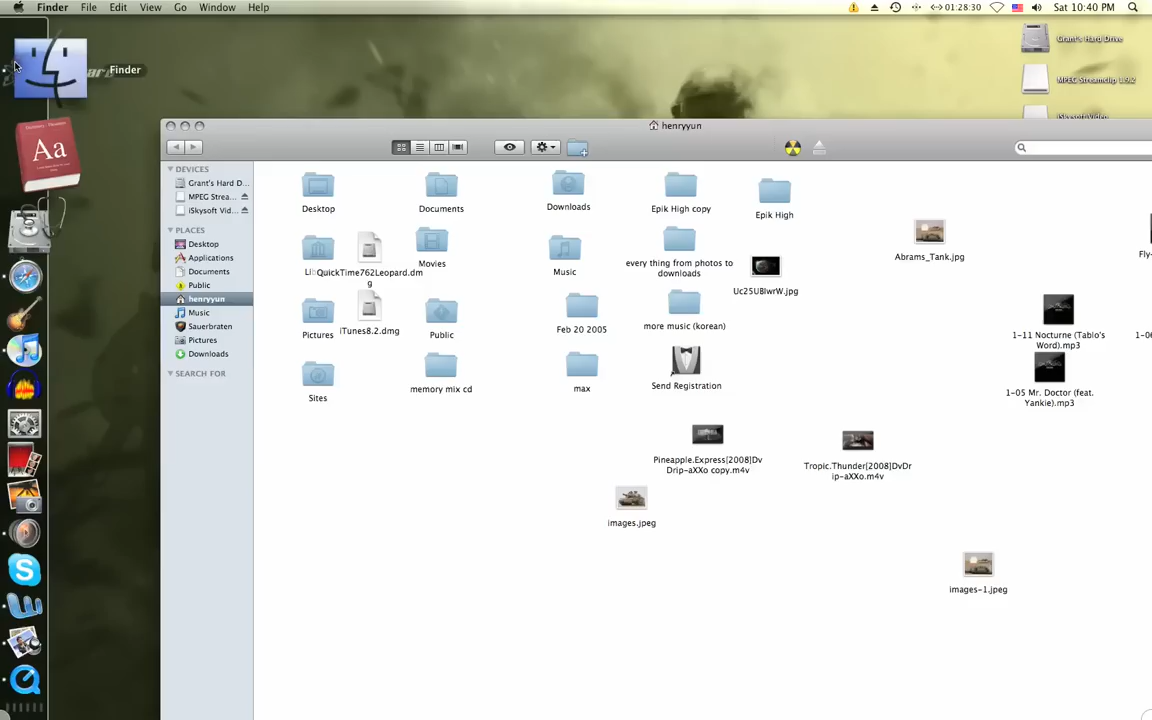 Finder File Edit View Go Window Help
01:28:30 Sat 10:40 PM
Finder
Grant's Hard Drive
MPEG Streamclip 1.9.2
iSkysoft Video
henryyun
DEVICES
Grant's Hard D...
MPEG Strea...
iSkysoft Vid...
PLACES
Desktop
Applications
Documents
Public
henryyun
Music
Sauerbraten
Pictures
Downloads
SEARCH FOR
Desktop
Documents
Downloads
Epik High copy
Epik High
Abrams_Tank.jpg
Fly-
QuickTime762Leopard.dm
g
Movies
Music
every thing from photos to
downloads
Uc25UBlwrW.jpg
Pictures
iTunes8.2.dmg
Public
Feb 20 2005
more music (korean)
1-11 Nocturne (Tablo's
Word).mp3
1-0
Sites
memory mix cd
max
Send Registration
1-05 Mr. Doctor (feat.
Yankie).mp3
Pineapple.Express[2008]Dv
Drip-aXXo copy.m4v
Tropic.Thunder[2008]DvDr
ip-aXXo.m4v
images.jpeg
images-1.jpeg
Aa